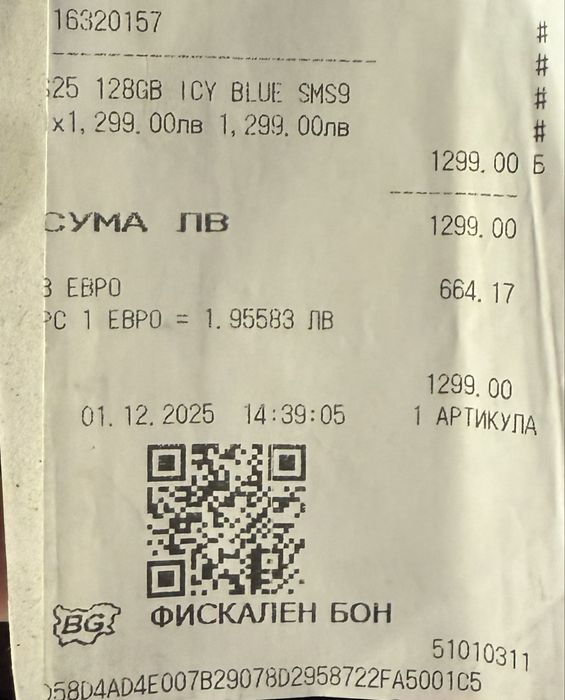 16320157 #
#
S25 128GB ICY BLUE SMS9 #
x1,299.00лв 1,299.00лв #
1299.00 Б
СУМА ЛВ 1299.00
В ЕВРО 664.17
РС 1 ЕВРО = 1.95583 ЛВ
1299.00
01.12.2025 14:39:05 1 АРТИКУЛА
BG ФИСКАЛЕН БОН
51010311
58D4AD4E007B29078D2958722FA5001C5